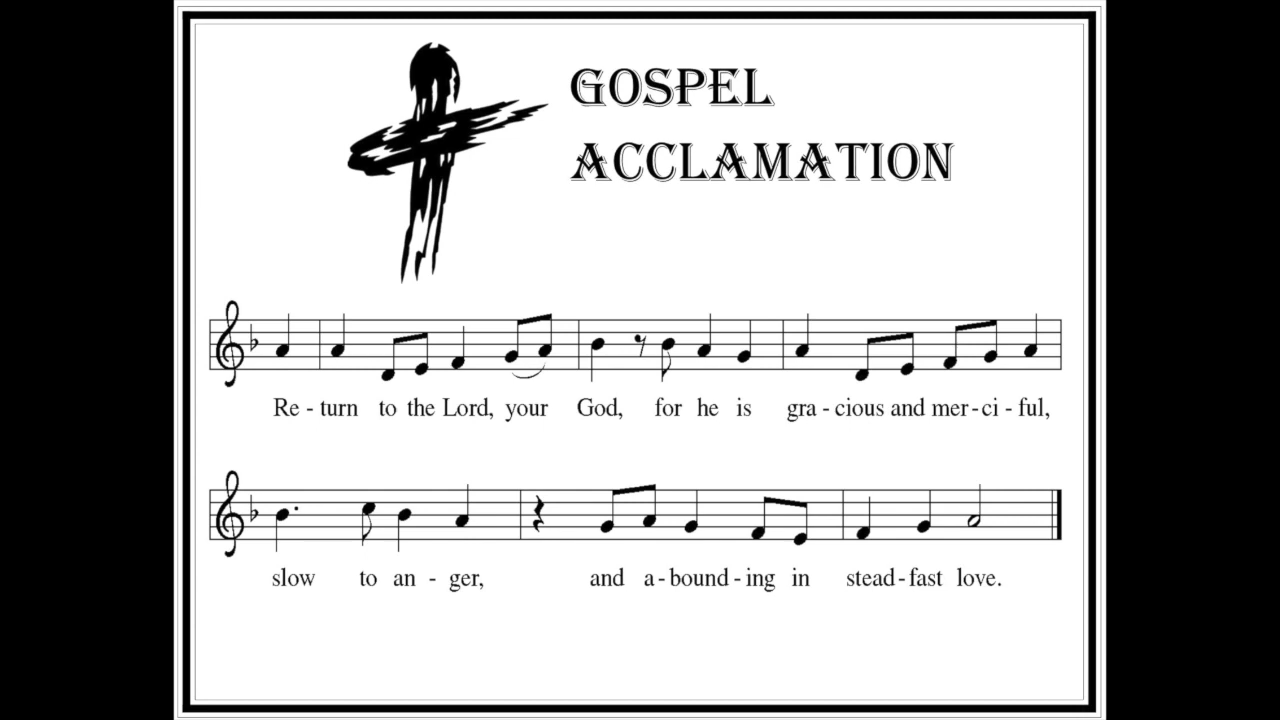 GOSPEL
ACCLAMATION
Re - turn to the Lord, your God, for he is gra - cious and mer - ci - ful,
slow to an - ger, and a - bound - ing in stead - fast love.